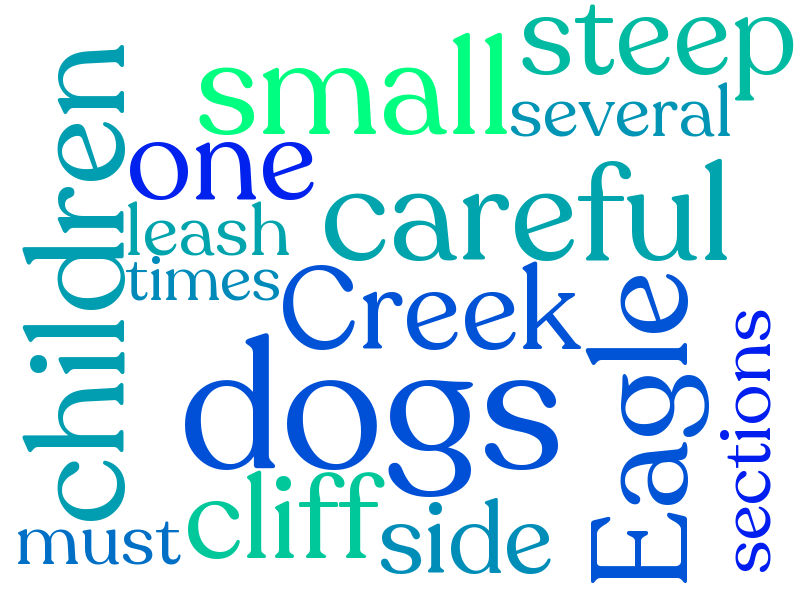 steep
small
several
one
careful
children
leash
times
Creek
Eagle
sections
dogs
cliff
side
must